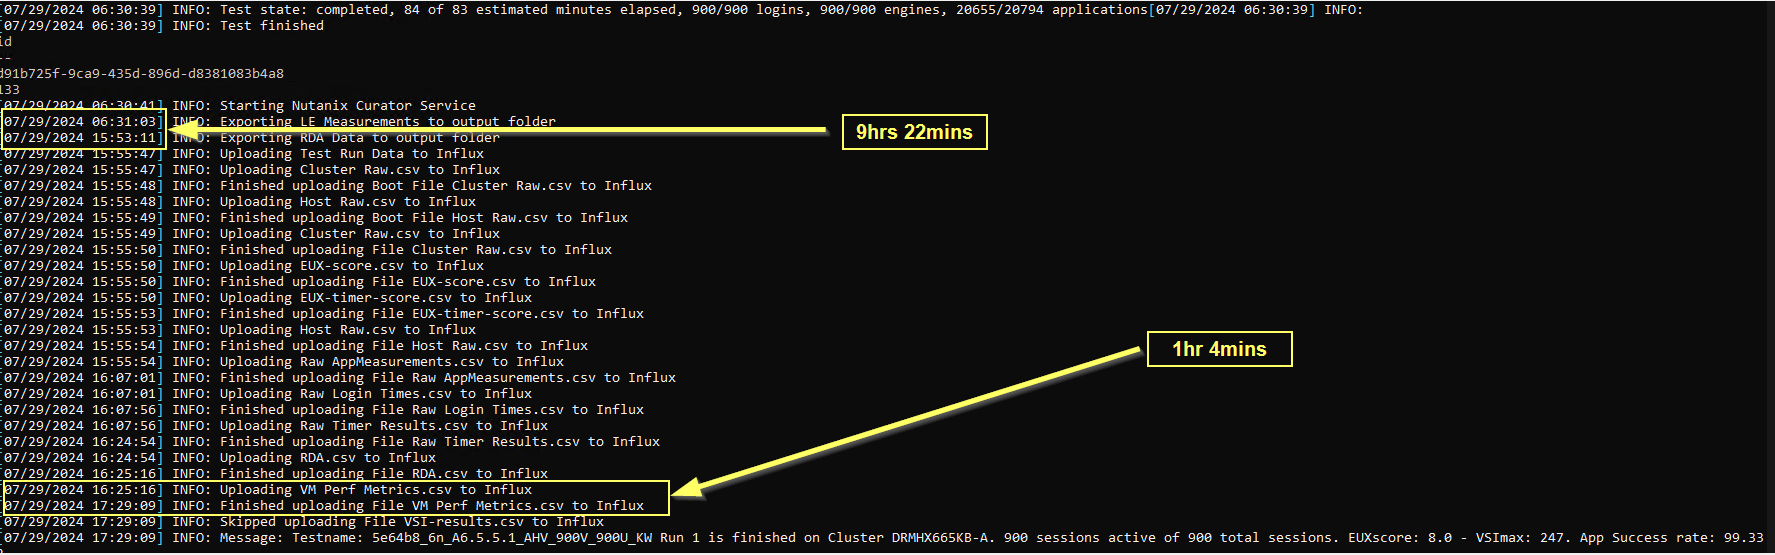 [07/29/2024 06:30:39] INFO: Test state: completed, 84 of 83 estimated minutes elapsed, 900/900 logins, 900/900 engines, 20655/20794 applications[07/29/2024 06:30:39] INFO:
[07/29/2024 06:30:39] INFO: Test finished
id
--
d91b725f-9ca9-435d-896d-d8381083b4a8
133
[07/29/2024 06:30:41] INFO: Starting Nutanix Curator Service
[07/29/2024 06:31:03] INFO: Exporting LE Measurements to output folder
9hrs 22mins
[07/29/2024 15:53:11] INFO: Exporting RDA Data to output folder
[07/29/2024 15:55:47] INFO: Uploading Test Run Data to Influx
[07/29/2024 15:55:47] INFO: Uploading Cluster Raw.csv to Influx
[07/29/2024 15:55:48] INFO: Finished uploading Boot File Cluster Raw.csv to Influx
[07/29/2024 15:55:48] INFO: Uploading Host Raw.csv to Influx
[07/29/2024 15:55:49] INFO: Finished uploading Boot File Host Raw.csv to Influx
[07/29/2024 15:55:49] INFO: Uploading Cluster Raw.csv to Influx
[07/29/2024 15:55:50] INFO: Finished uploading File Cluster Raw.csv to Influx
[07/29/2024 15:55:50] INFO: Uploading EUX-score.csv to Influx
[07/29/2024 15:55:50] INFO: Finished uploading File EUX-score.csv to Influx
[07/29/2024 15:55:50] INFO: Uploading EUX-timer-score.csv to Influx
[07/29/2024 15:55:53] INFO: Finished uploading File EUX-timer-score.csv to Influx
[07/29/2024 15:55:53] INFO: Uploading Host Raw.csv to Influx
[07/29/2024 15:55:54] INFO: Finished uploading File Host Raw.csv to Influx
1hr 4mins
[07/29/2024 15:55:54] INFO: Uploading Raw AppMeasurements.csv to Influx
[07/29/2024 16:07:01] INFO: Finished uploading File Raw AppMeasurements.csv to Influx
[07/29/2024 16:07:01] INFO: Uploading Raw Login Times.csv to Influx
[07/29/2024 16:07:56] INFO: Finished uploading File Raw Login Times.csv to Influx
[07/29/2024 16:07:56] INFO: Uploading Raw Timer Results.csv to Influx
[07/29/2024 16:24:54] INFO: Finished uploading File Raw Timer Results.csv to Influx
[07/29/2024 16:24:54] INFO: Uploading RDA.csv to Influx
[07/29/2024 16:25:16] INFO: Finished uploading File RDA.csv to Influx
[07/29/2024 16:25:16] INFO: Uploading VM Perf Metrics.csv to Influx
[07/29/2024 17:29:09] INFO: Finished uploading File VM Perf Metrics.csv to Influx
[07/29/2024 17:29:09] INFO: Skipped uploading File VSI-results.csv to Influx
[07/29/2024 17:29:09] INFO: Message: Testname: 5e64b8_6n_A6.5.5.1_AHV_900V_900U_KW Run 1 is finished on Cluster DRMHX665KB-A. 900 sessions active of 900 total sessions. EUXscore: 8.0 - VSImax: 247. App Success rate: 99.33